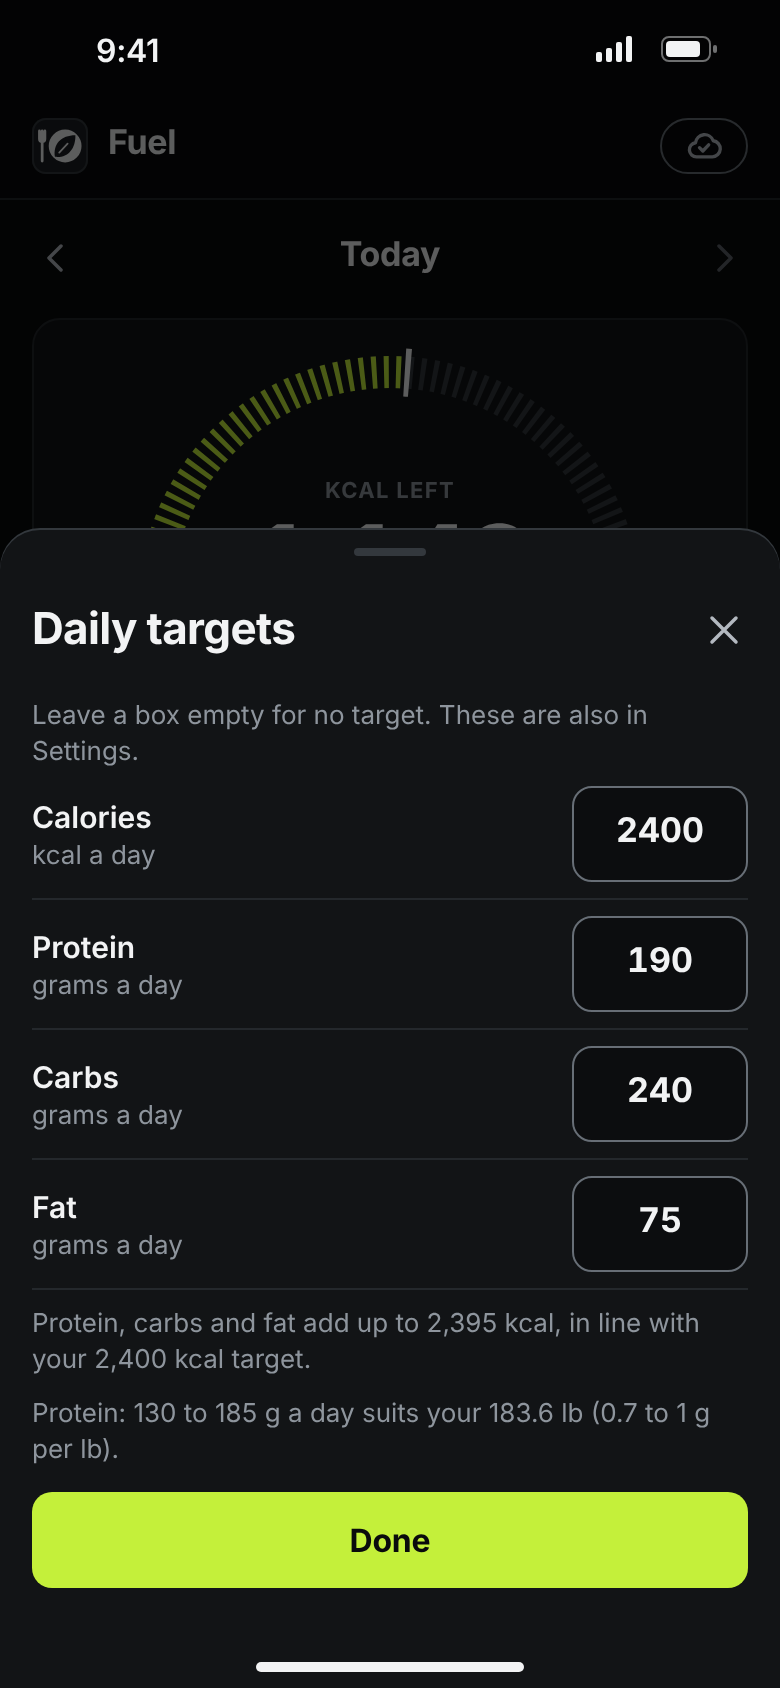 9:41
Fuel
Today
KCAL LEFT
Daily targets
Leave a box empty for no target. These are also in
Settings.
Calories
kcal a day
2400
Protein
grams a day
190
Carbs
grams a day
240
Fat
grams a day
75
Protein, carbs and fat add up to 2,395 kcal, in line with
your 2,400 kcal target.
Protein: 130 to 185 g a day suits your 183.6 lb (0.7 to 1 g
per lb).
Done